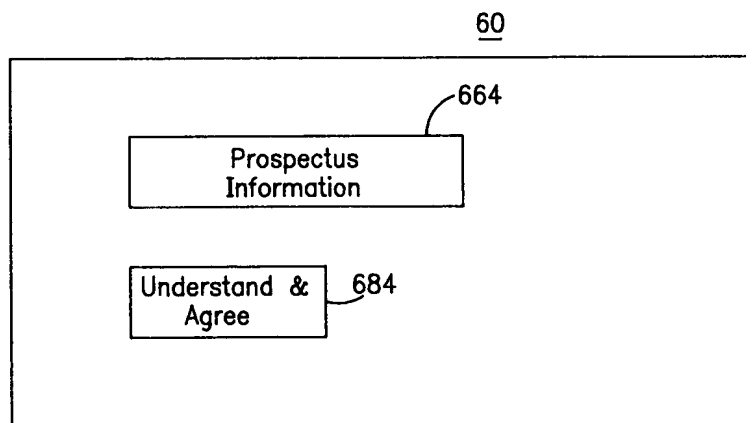 60
664
Prospectus
Information
Understand &
Agree
684